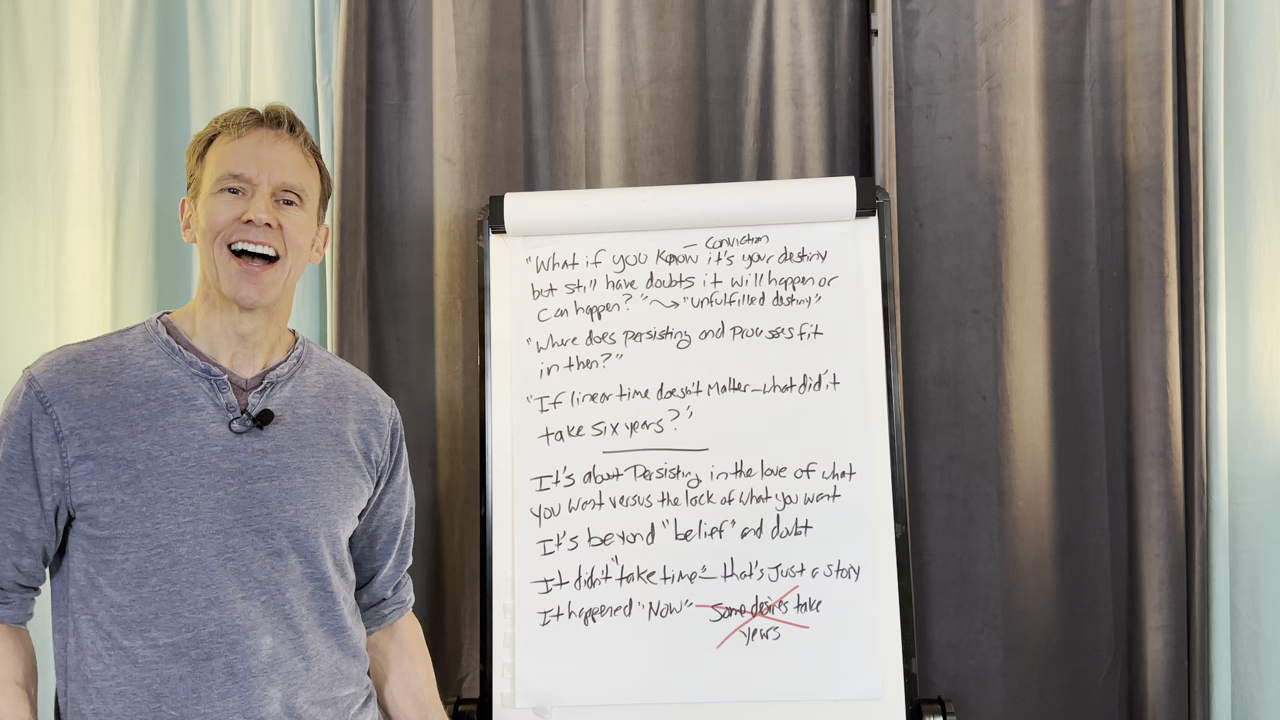 – Conviction
"What if you know it's your destiny
but still have doubts it will happen or
can happen?" → "unfulfilled destiny"
"Where does persisting and processes fit
in then?"
"If linear time doesn't matter – what did it
take six years?"
It's about Persisting in the love of what
you want versus the lack of what you want
It's beyond "belief" and doubt
It didn't "take time" – that's just a story
It happened "Now" – Some desires take
years